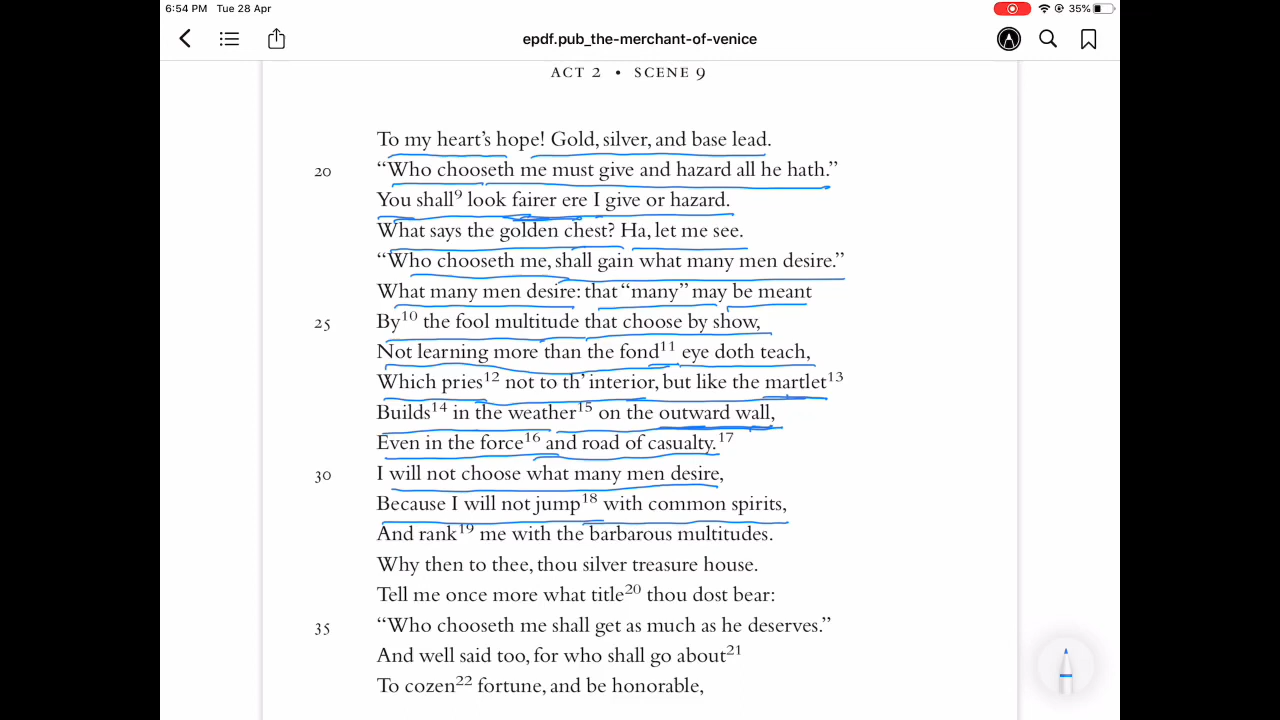 6:54 PM Tue 28 Apr 35%
epdf.pub_the-merchant-of-venice
ACT 2 • SCENE 9
To my heart's hope! Gold, silver, and base lead.
20 “Who chooseth me must give and hazard all he hath.”
You shall9 look fairer ere I give or hazard.
What says the golden chest? Ha, let me see.
“Who chooseth me, shall gain what many men desire.”
What many men desire: that “many” may be meant
25 By10 the fool multitude that choose by show,
Not learning more than the fond11 eye doth teach,
Which pries12 not to th’ interior, but like the martlet13
Builds14 in the weather15 on the outward wall,
Even in the force16 and road of casualty.17
30 I will not choose what many men desire,
Because I will not jump18 with common spirits,
And rank19 me with the barbarous multitudes.
Why then to thee, thou silver treasure house.
Tell me once more what title20 thou dost bear:
35 “Who chooseth me shall get as much as he deserves.”
And well said too, for who shall go about21
To cozen22 fortune, and be honorable,